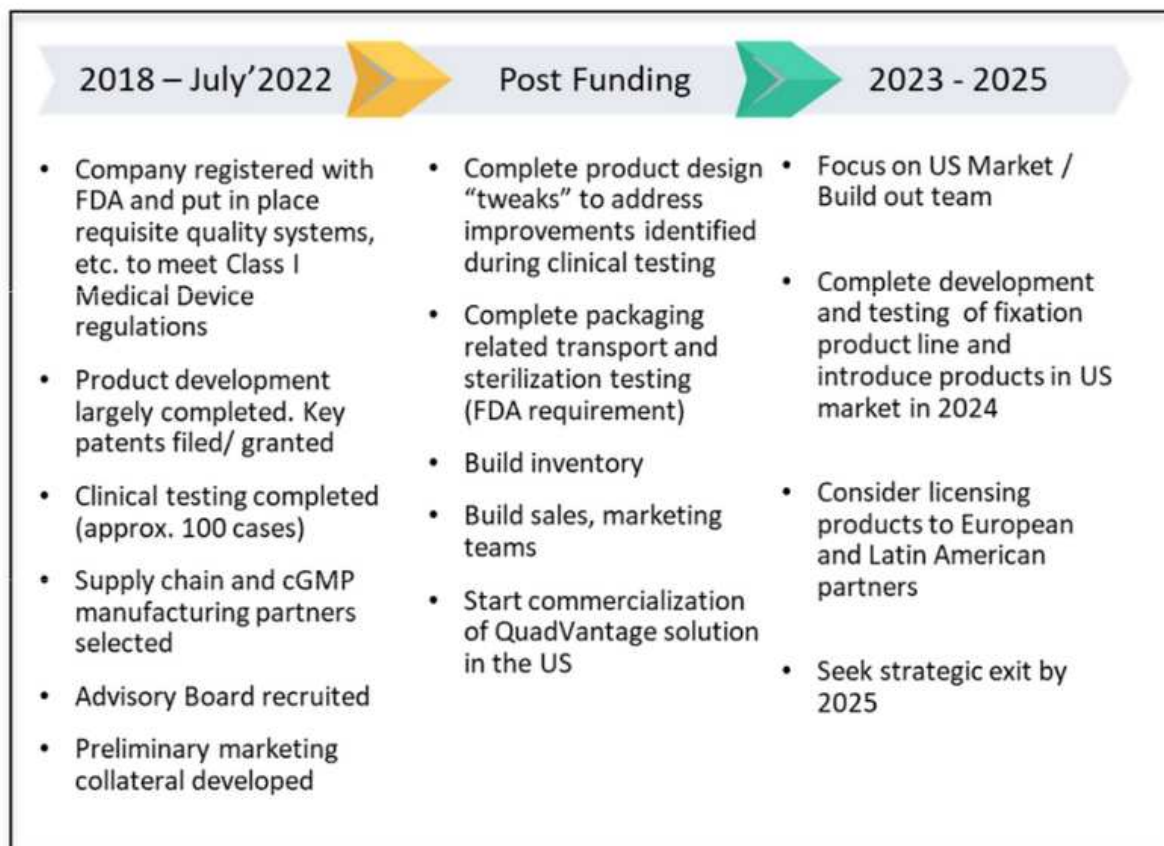 2018 – July’2022
Post Funding
2023 - 2025
• Company registered with
FDA and put in place
requisite quality systems,
etc. to meet Class I
Medical Device
regulations
• Product development
largely completed. Key
patents filed/ granted
• Clinical testing completed
(approx. 100 cases)
• Supply chain and cGMP
manufacturing partners
selected
• Advisory Board recruited
• Preliminary marketing
collateral developed
• Complete product design
“tweaks” to address
improvements identified
during clinical testing
• Complete packaging
related transport and
sterilization testing
(FDA requirement)
• Build inventory
• Build sales, marketing
teams
• Start commercialization
of QuadVantage solution
in the US
• Focus on US Market /
Build out team
• Complete development
and testing of fixation
product line and
introduce products in US
market in 2024
• Consider licensing
products to European
and Latin American
partners
• Seek strategic exit by
2025